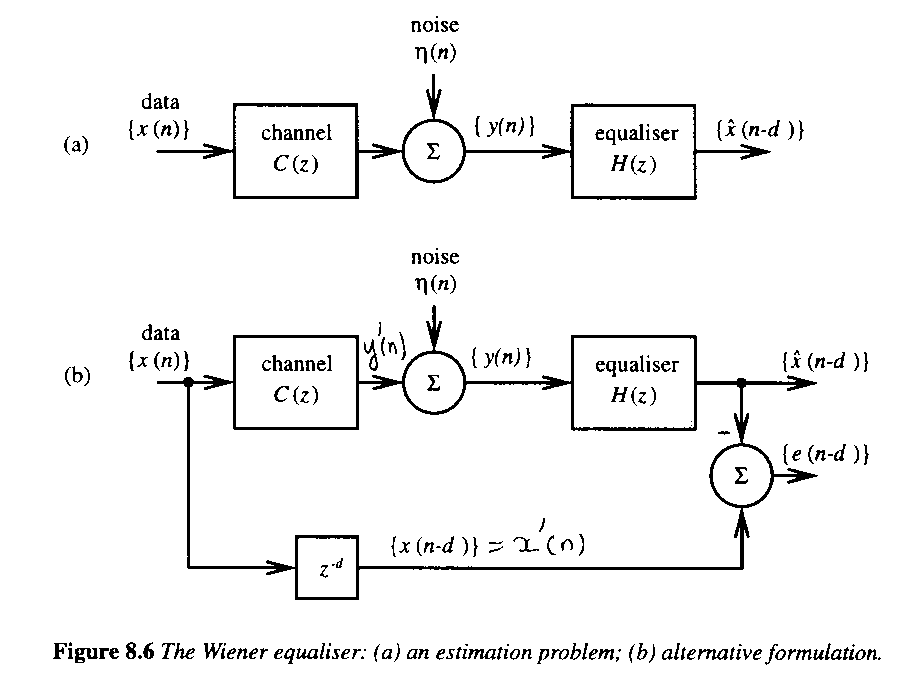 noise
η(n)
data
{x(n)}
channel
C(z)
Σ
{y(n)}
equaliser
H(z)
{x̂(n-d)}
(a)
noise
η(n)
data
{x(n)}
channel
C(z)
y'(n)
Σ
{y(n)}
equaliser
H(z)
{x̂(n-d)}
(b)
−
Σ
{e(n-d)}
z^-d
{x(n-d)} = x'(n)
Figure 8.6 The Wiener equaliser: (a) an estimation problem; (b) alternative formulation.